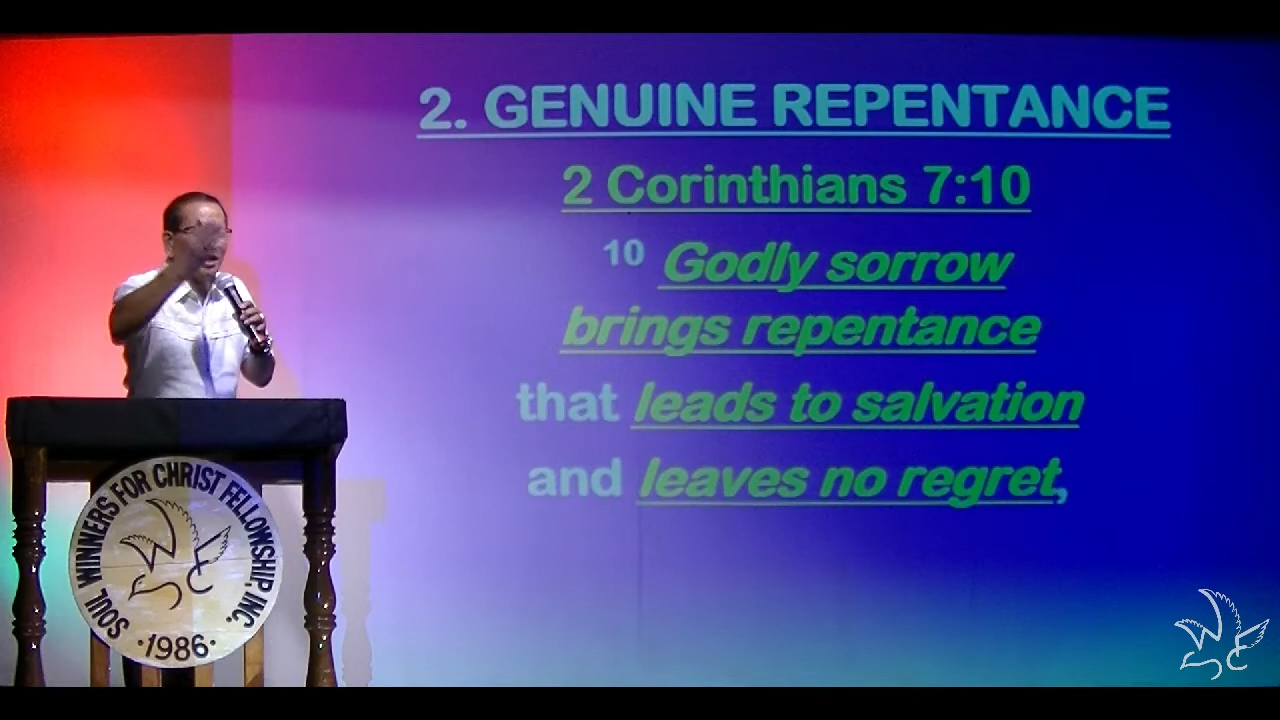 2. GENUINE REPENTANCE
2 Corinthians 7:10
10 Godly sorrow
brings repentance
that leads to salvation
and leaves no regret,
SOUL WINNERS FOR CHRIST FELLOWSHIP, INC.
·1986·